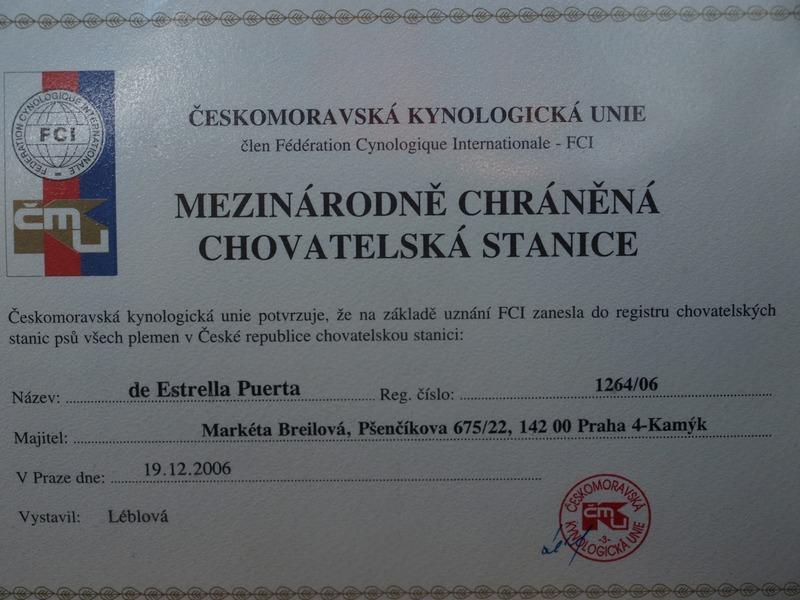 ČESKOMORAVSKÁ KYNOLOGICKÁ UNIE
člen Fédération Cynologique Internationale - FCI
FÉDÉRATION CYNOLOGIQUE INTERNATIONALE
FCI
ČMKU
MEZINÁRODNĚ CHRÁNĚNÁ
CHOVATELSKÁ STANICE
Českomoravská kynologická unie potvrzuje, že na základě uznání FCI zanesla do registru chovatelských
stanic psů všech plemen v České republice chovatelskou stanici:
Název: de Estrella Puerta Reg. číslo: 1264/06
Majitel: Markéta Breilová, Pšenčíkova 675/22, 142 00 Praha 4-Kamýk
V Praze dne: 19.12.2006
Vystavil: Léblová
ČESKOMORAVSKÁ
ČMKU
-3-
KYNOLOGICKÁ UNIE